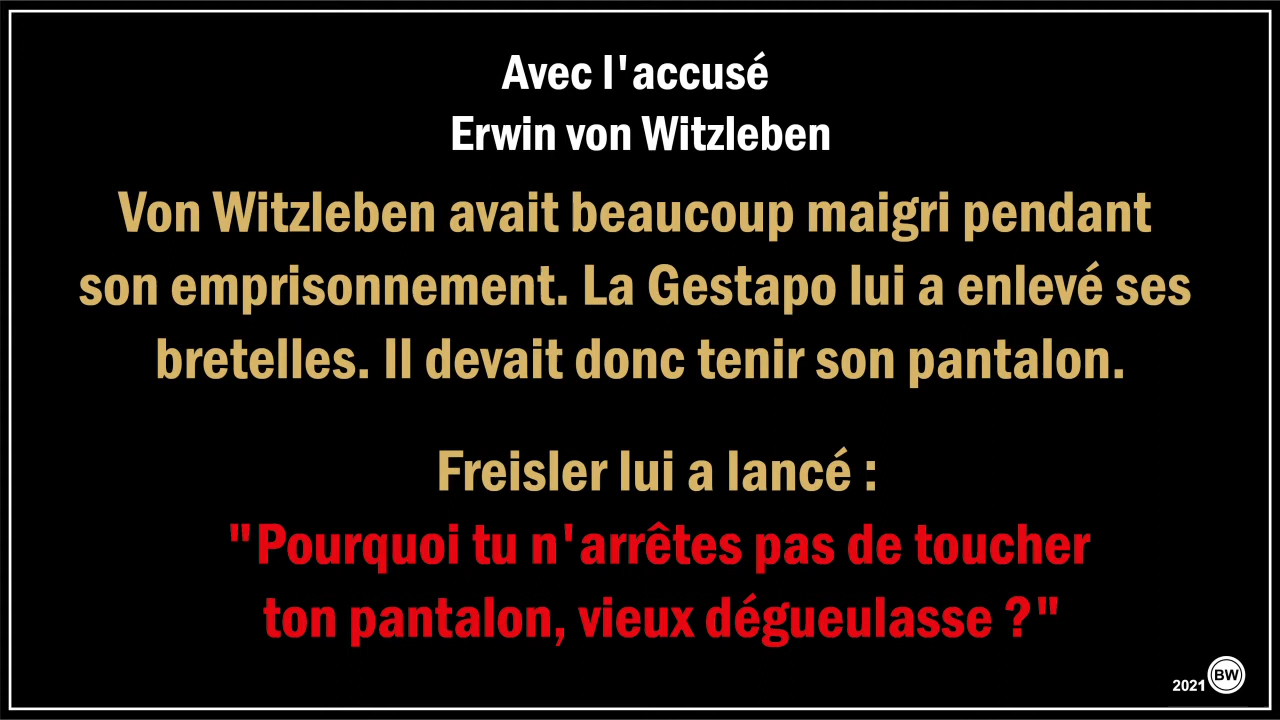 Avec l'accusé
Erwin von Witzleben
Von Witzleben avait beaucoup maigri pendant
son emprisonnement. La Gestapo lui a enlevé ses
bretelles. Il devait donc tenir son pantalon.
Freisler lui a lancé :
"Pourquoi tu n'arrêtes pas de toucher
ton pantalon, vieux dégueulasse ?"
2021 BW